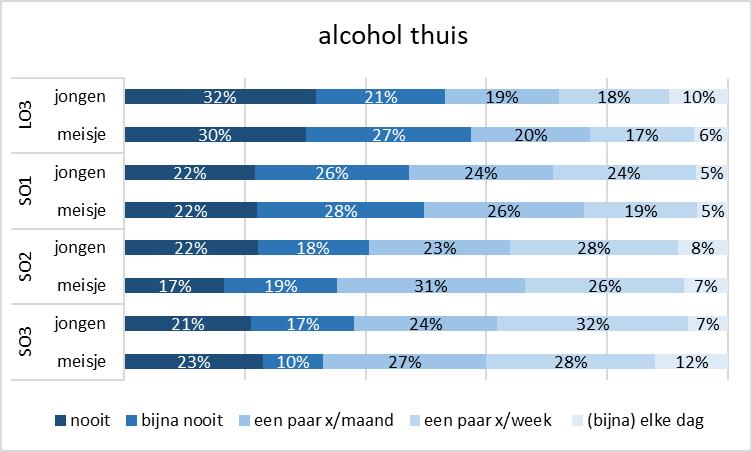 alcohol thuis
LO3
jongen 32% 21% 19% 18% 10%
meisje 30% 27% 20% 17% 6%
SO1
jongen 22% 26% 24% 24% 5%
meisje 22% 28% 26% 19% 5%
SO2
jongen 22% 18% 23% 28% 8%
meisje 17% 19% 31% 26% 7%
SO3
jongen 21% 17% 24% 32% 7%
meisje 23% 10% 27% 28% 12%
nooit bijna nooit een paar x/maand een paar x/week (bijna) elke dag